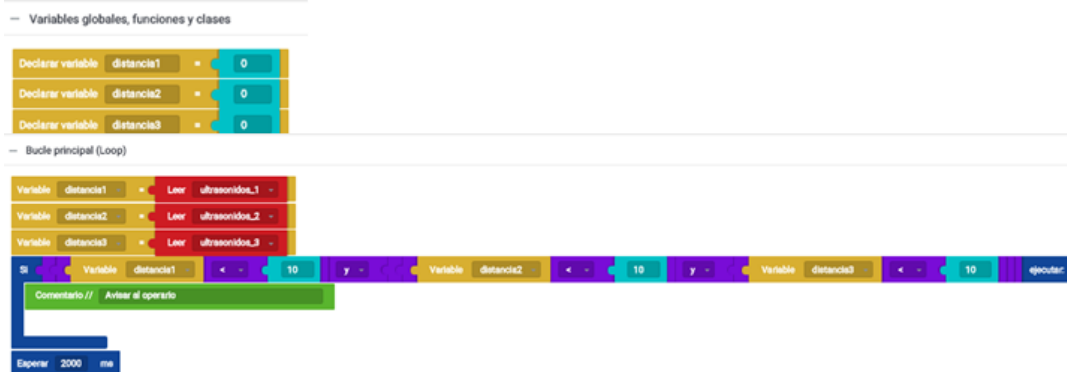 — Variables globales, funciones y clases
Declarar variable distancia1 = 0
Declarar variable distancia2 = 0
Declarar variable distancia3 = 0
— Bucle principal (Loop)
Variable distancia1 = Leer ultrasonidos_1
Variable distancia2 = Leer ultrasonidos_2
Variable distancia3 = Leer ultrasonidos_3
Si Variable distancia1 < 10 y Variable distancia2 < 10 y Variable distancia3 < 10 ejecutar:
Comentario // Avisar al operario
Esperar 2000 ms